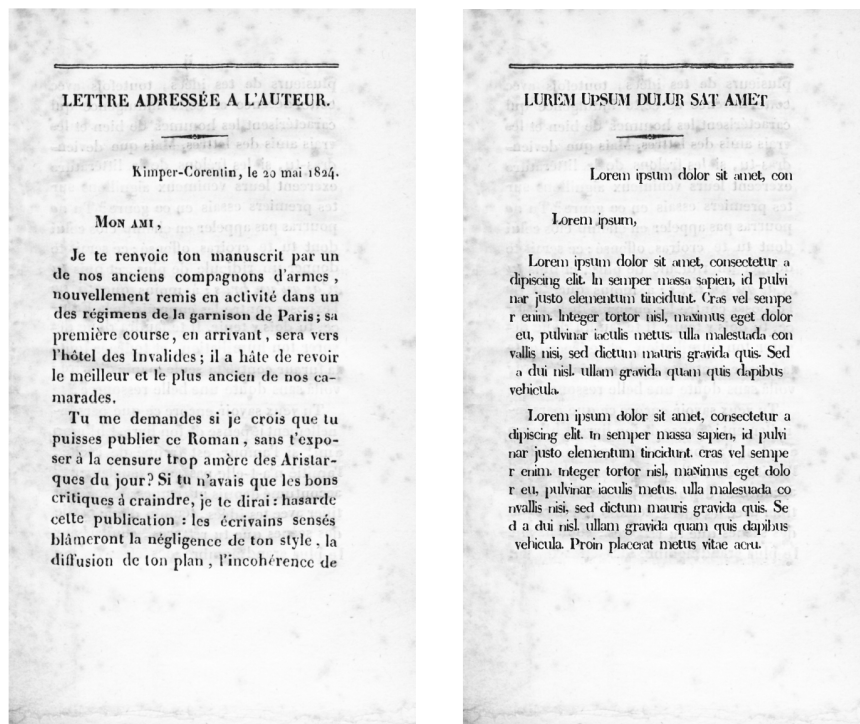 LETTRE ADRESSÉE A L'AUTEUR.
Kimper-Corentin, le 20 mai 1824.
MON AMI,
Je te renvoie ton manuscrit par un
de nos anciens compagnons d'armes,
nouvellement remis en activité dans un
des régimens de la garnison de Paris; sa
première course, en arrivant, sera vers
l'hôtel des Invalides; il a hâte de revoir
le meilleur et le plus ancien de nos ca-
marades.
Tu me demandes si je crois que tu
puisses publier ce Roman, sans t'expo-
ser à la censure trop amère des Aristar-
ques du jour? Si tu n'avais que les bons
critiques à craindre, je te dirai: hasarde
cette publication: les écrivains sensés
blâmeront la négligence de ton style, la
diffusion de ton plan, l'incohérence de
LUREM UPSUM DULUR SAT AMET
Lorem ipsum dolor sit amet, con
Lorem ipsum,
Lorem ipsum dolor sit amet, consectetur a
dipiscing elit. In semper massa sapien, id pulvi
nar justo elementum tincidunt. Cras vel sempe
r enim. Integer tortor nisl, maximus eget dolor
eu, pulvinar iaculis metus. ulla malesuada con
vallis nisi, sed dictum mauris gravida quis. Sed
a dui nisl. ullam gravida quam quis dapibus
vehicula.
Lorem ipsum dolor sit amet, consectetur a
dipiscing elit. in semper massa sapien, id pulvi
nar justo elementum tincidunt. cras vel sempe
r enim. integer tortor nisl, maximus eget dolo
r eu, pulvinar iaculis metus. ulla malesuada co
nvallis nisi, sed dictum mauris gravida quis. Se
d a dui nisl. ullam gravida quam quis dapibus
vehicula. Proin placerat metus vitae acru.